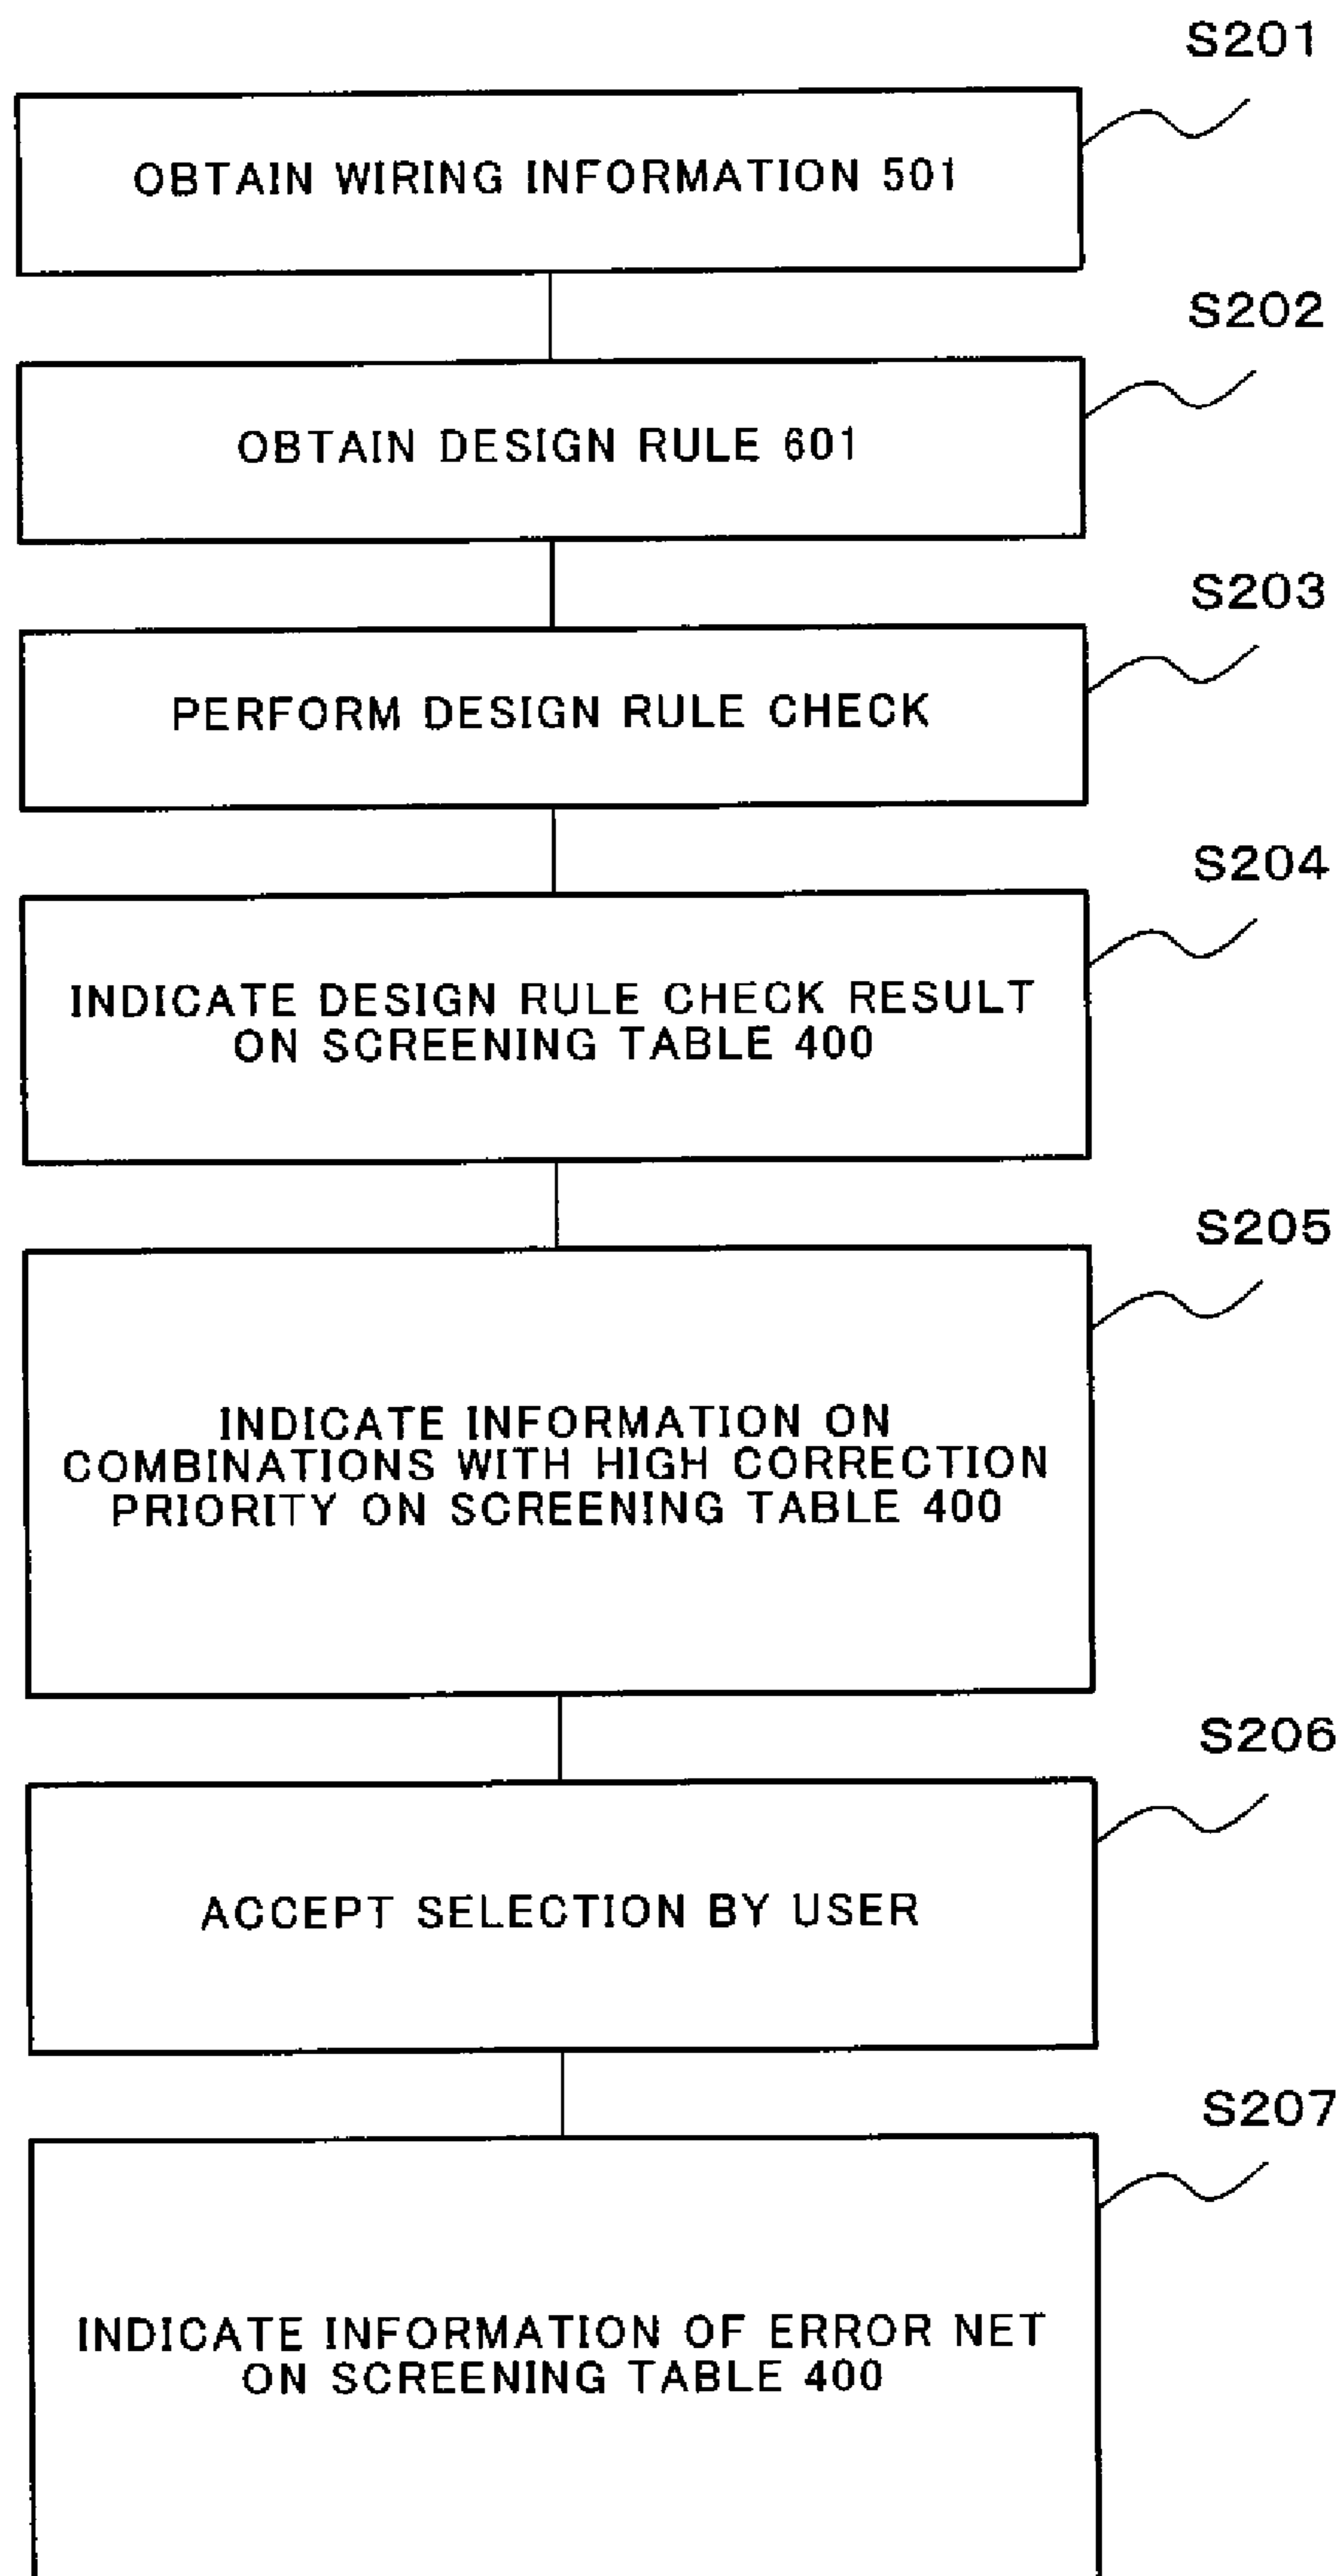 S201
OBTAIN WIRING INFORMATION 501
S202
OBTAIN DESIGN RULE 601
S203
PERFORM DESIGN RULE CHECK
S204
INDICATE DESIGN RULE CHECK RESULT
ON SCREENING TABLE 400
S205
INDICATE INFORMATION ON
COMBINATIONS WITH HIGH CORRECTION
PRIORITY ON SCREENING TABLE 400
S206
ACCEPT SELECTION BY USER
S207
INDICATE INFORMATION OF ERROR NET
ON SCREENING TABLE 400